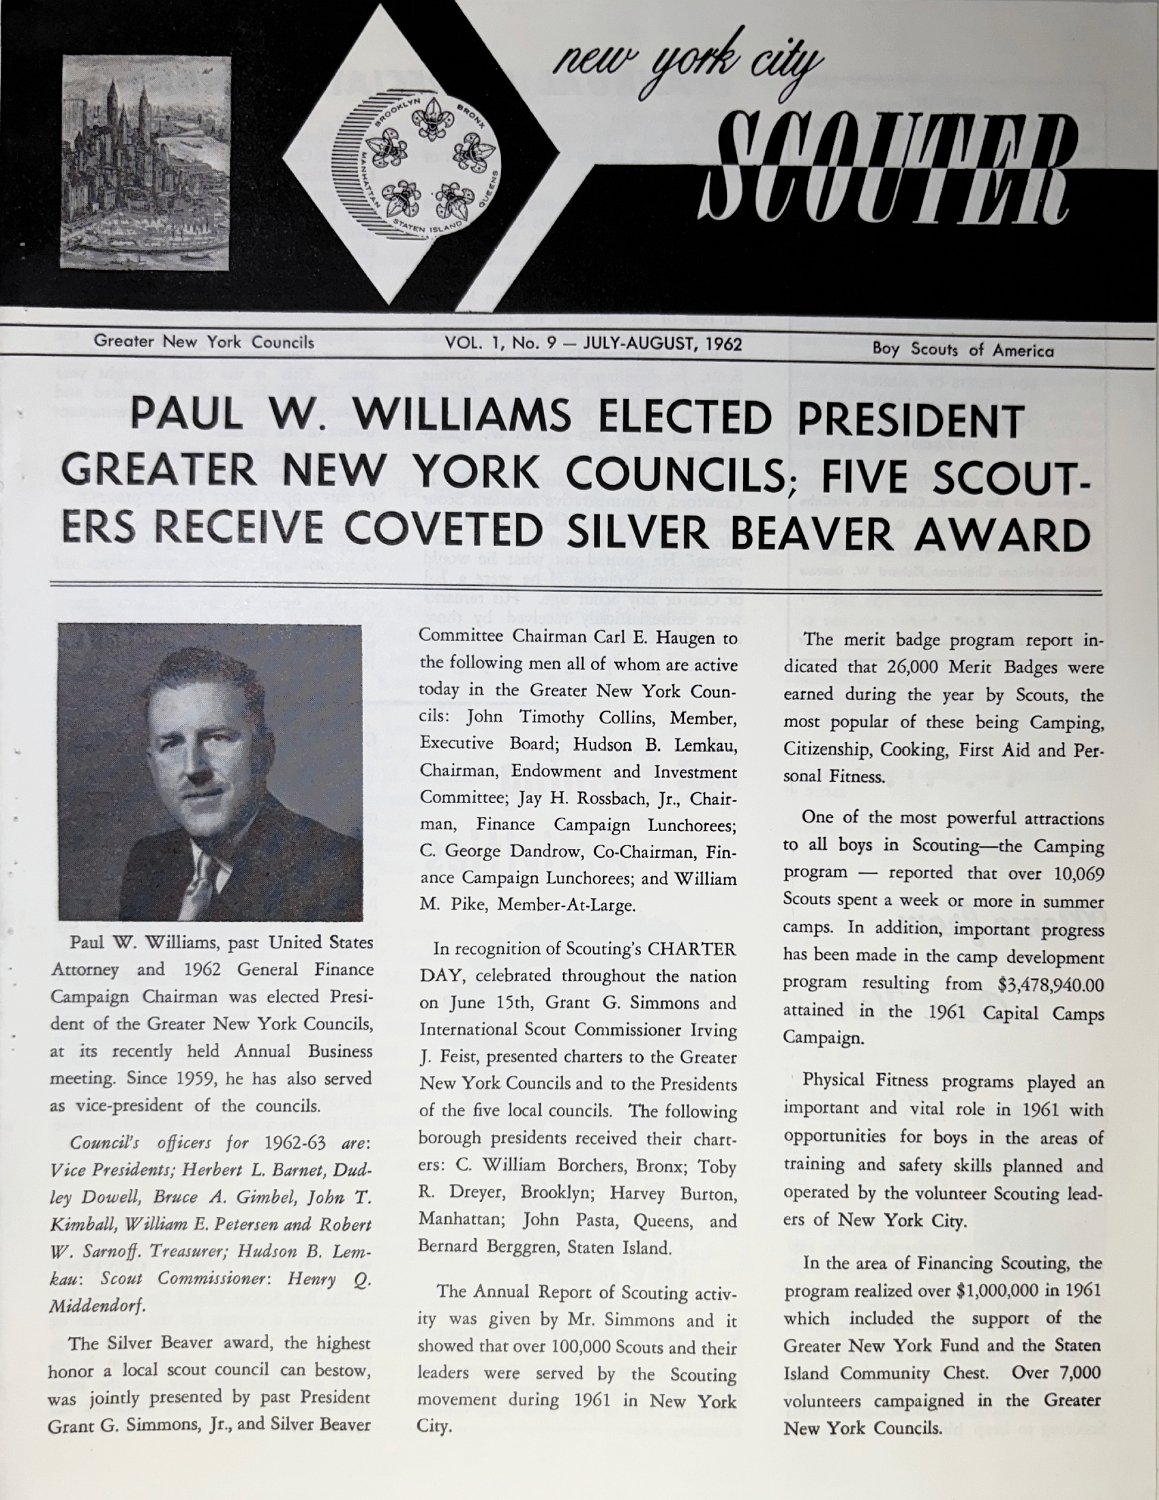 new york city
SCOUTER
BROOKLYN
BRONX
MANHATTAN
QUEENS
STATEN ISLAND
Greater New York Councils
VOL. 1, No. 9 — JULY-AUGUST, 1962
Boy Scouts of America
PAUL W. WILLIAMS ELECTED PRESIDENT
GREATER NEW YORK COUNCILS; FIVE SCOUT-
ERS RECEIVE COVETED SILVER BEAVER AWARD
Paul W. Williams, past United States
Attorney and 1962 General Finance
Campaign Chairman was elected Presi-
dent of the Greater New York Councils,
at its recently held Annual Business
meeting. Since 1959, he has also served
as vice-president of the councils.
Council's officers for 1962-63 are:
Vice Presidents; Herbert L. Barnet, Dud-
ley Dowell, Bruce A. Gimbel, John T.
Kimball, William E. Petersen and Robert
W. Sarnoff. Treasurer; Hudson B. Lem-
kau: Scout Commissioner: Henry Q.
Middendorf.
The Silver Beaver award, the highest
honor a local scout council can bestow,
was jointly presented by past President
Grant G. Simmons, Jr., and Silver Beaver
Committee Chairman Carl E. Haugen to
the following men all of whom are active
today in the Greater New York Coun-
cils: John Timothy Collins, Member,
Executive Board; Hudson B. Lemkau,
Chairman, Endowment and Investment
Committee; Jay H. Rossbach, Jr., Chair-
man, Finance Campaign Lunchorees;
C. George Dandrow, Co-Chairman, Fin-
ance Campaign Lunchorees; and William
M. Pike, Member-At-Large.
In recognition of Scouting's CHARTER
DAY, celebrated throughout the nation
on June 15th, Grant G. Simmons and
International Scout Commissioner Irving
J. Feist, presented charters to the Greater
New York Councils and to the Presidents
of the five local councils. The following
borough presidents received their chart-
ers: C. William Borchers, Bronx; Toby
R. Dreyer, Brooklyn; Harvey Burton,
Manhattan; John Pasta, Queens, and
Bernard Berggren, Staten Island.
The Annual Report of Scouting activ-
ity was given by Mr. Simmons and it
showed that over 100,000 Scouts and their
leaders were served by the Scouting
movement during 1961 in New York
City.
The merit badge program report in-
dicated that 26,000 Merit Badges were
earned during the year by Scouts, the
most popular of these being Camping,
Citizenship, Cooking, First Aid and Per-
sonal Fitness.
One of the most powerful attractions
to all boys in Scouting—the Camping
program — reported that over 10,069
Scouts spent a week or more in summer
camps. In addition, important progress
has been made in the camp development
program resulting from $3,478,940.00
attained in the 1961 Capital Camps
Campaign.
Physical Fitness programs played an
important and vital role in 1961 with
opportunities for boys in the areas of
training and safety skills planned and
operated by the volunteer Scouting lead-
ers of New York City.
In the area of Financing Scouting, the
program realized over $1,000,000 in 1961
which included the support of the
Greater New York Fund and the Staten
Island Community Chest. Over 7,000
volunteers campaigned in the Greater
New York Councils.